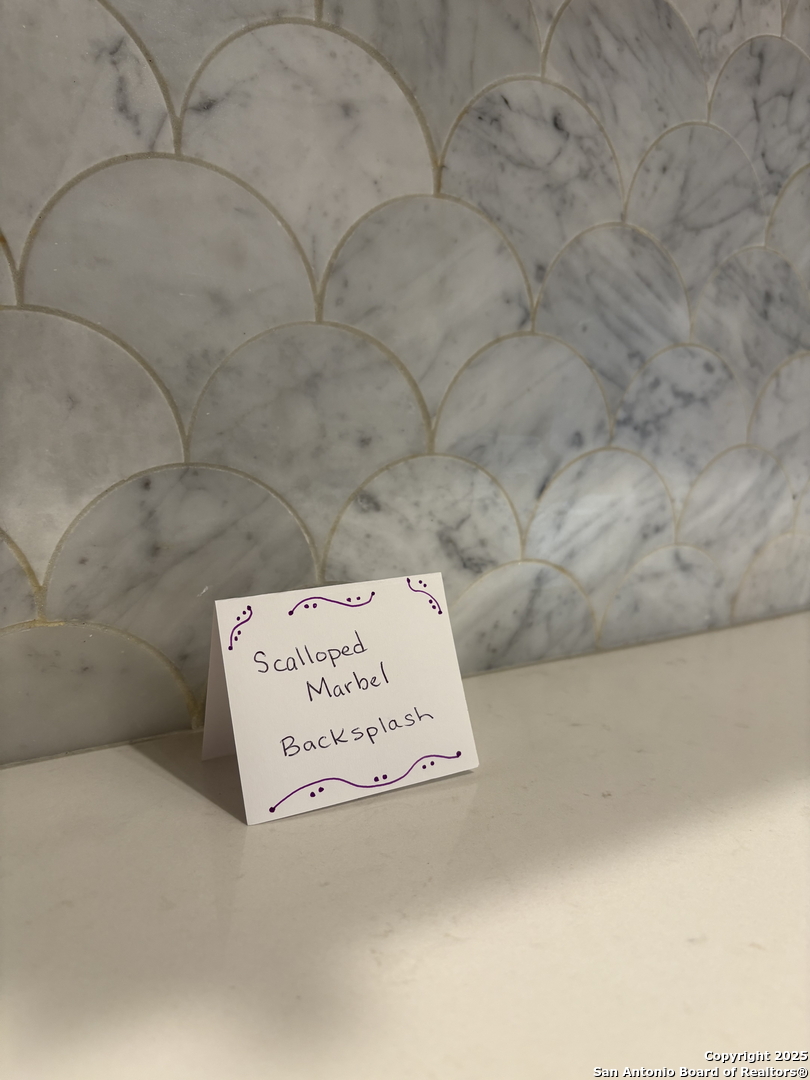 Scalloped
Marbel
Backsplash
Copyright 2025
San Antonio Board of Realtors®